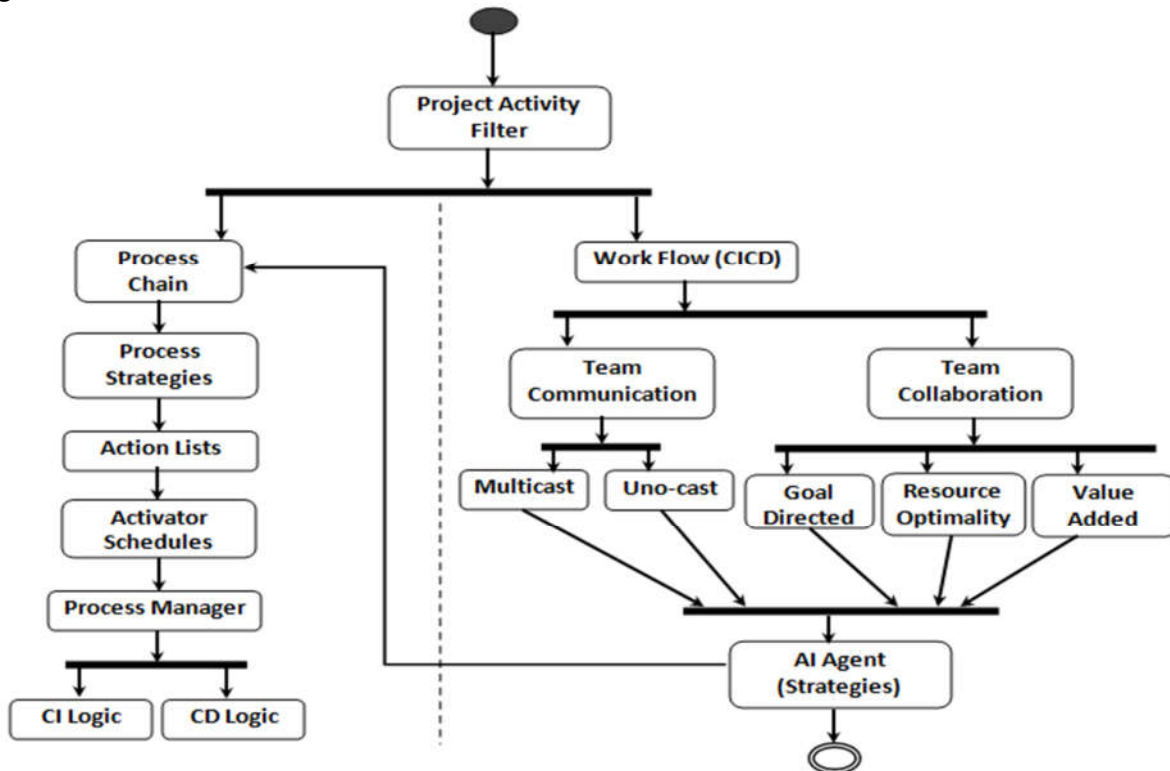 Project Activity
Filter
Process
Chain
Work Flow (CICD)
Process
Strategies
Team
Communication
Team
Collaboration
Action Lists
Multicast
Uno-cast
Goal
Directed
Resource
Optimality
Value
Added
Activator
Schedules
Process Manager
AI Agent
(Strategies)
CI Logic
CD Logic